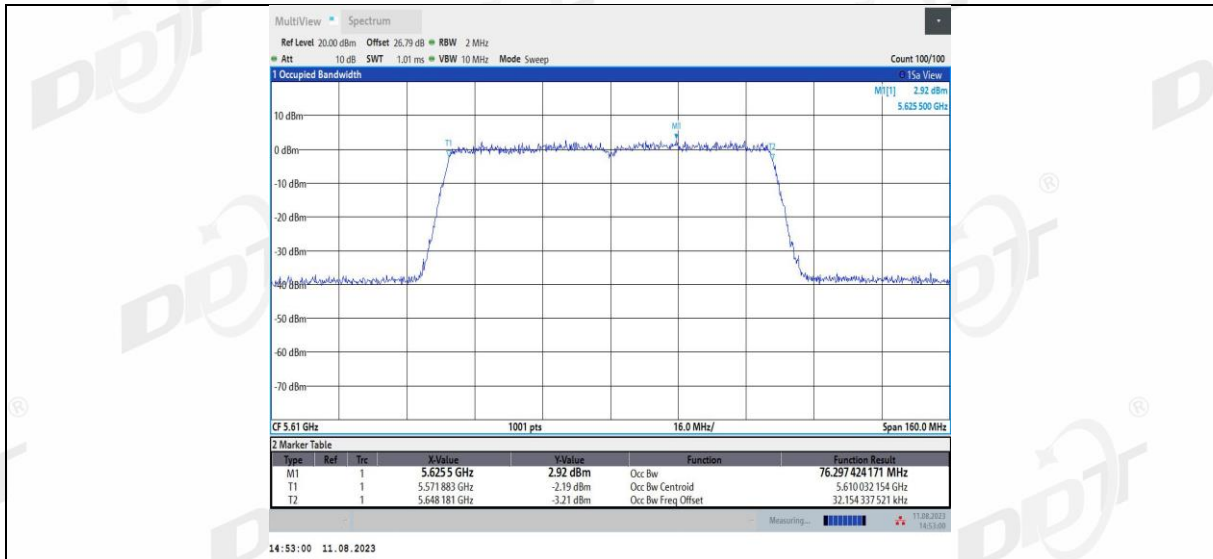 MultiView Spectrum
Ref Level 20.00 dBm Offset 26.79 dB RBW 2 MHz
Att 10 dB SWT 1.01 ms VBW 10 MHz Mode Sweep Count 100/100
1 Occupied Bandwidth 1Sa View
M1[1] 2.92 dBm
5.625 500 GHz
10 dBm
M1
T1
T2
0 dBm
-10 dBm
-20 dBm
-30 dBm
-40 dBm
-50 dBm
-60 dBm
-70 dBm
CF 5.61 GHz 1001 pts 16.0 MHz/ Span 160.0 MHz
2 Marker Table
Type Ref Trc X-Value Y-Value Function Function Result
M1 1 5.6255 GHz 2.92 dBm Occ Bw 76.297 424 171 MHz
T1 1 5.571 883 GHz -2.19 dBm Occ Bw Centroid 5.610 032 154 GHz
T2 1 5.648 181 GHz -3.21 dBm Occ Bw Freq Offset 32.154 337 521 kHz
Measuring... 11.08.2023
14:53:00
14:53:00 11.08.2023
DDT
®